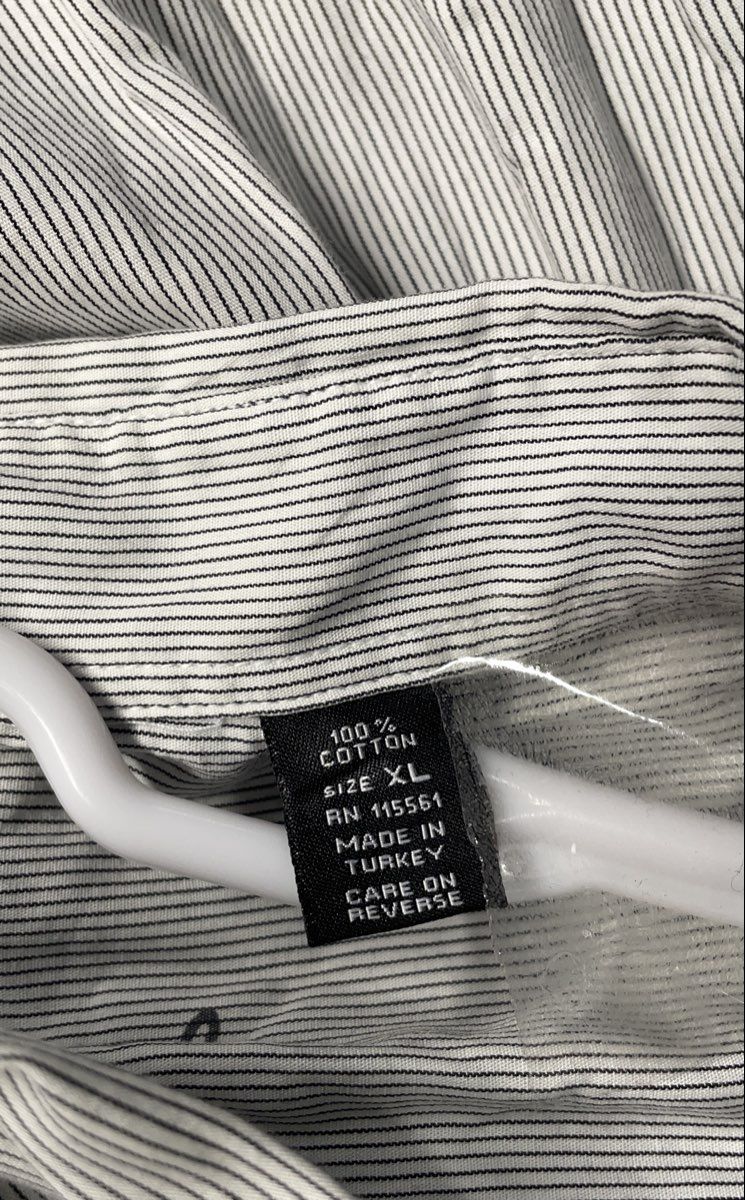 100 %
COTTON
SIZE XL
RN 115561
MADE IN
TURKEY
CARE ON
REVERSE